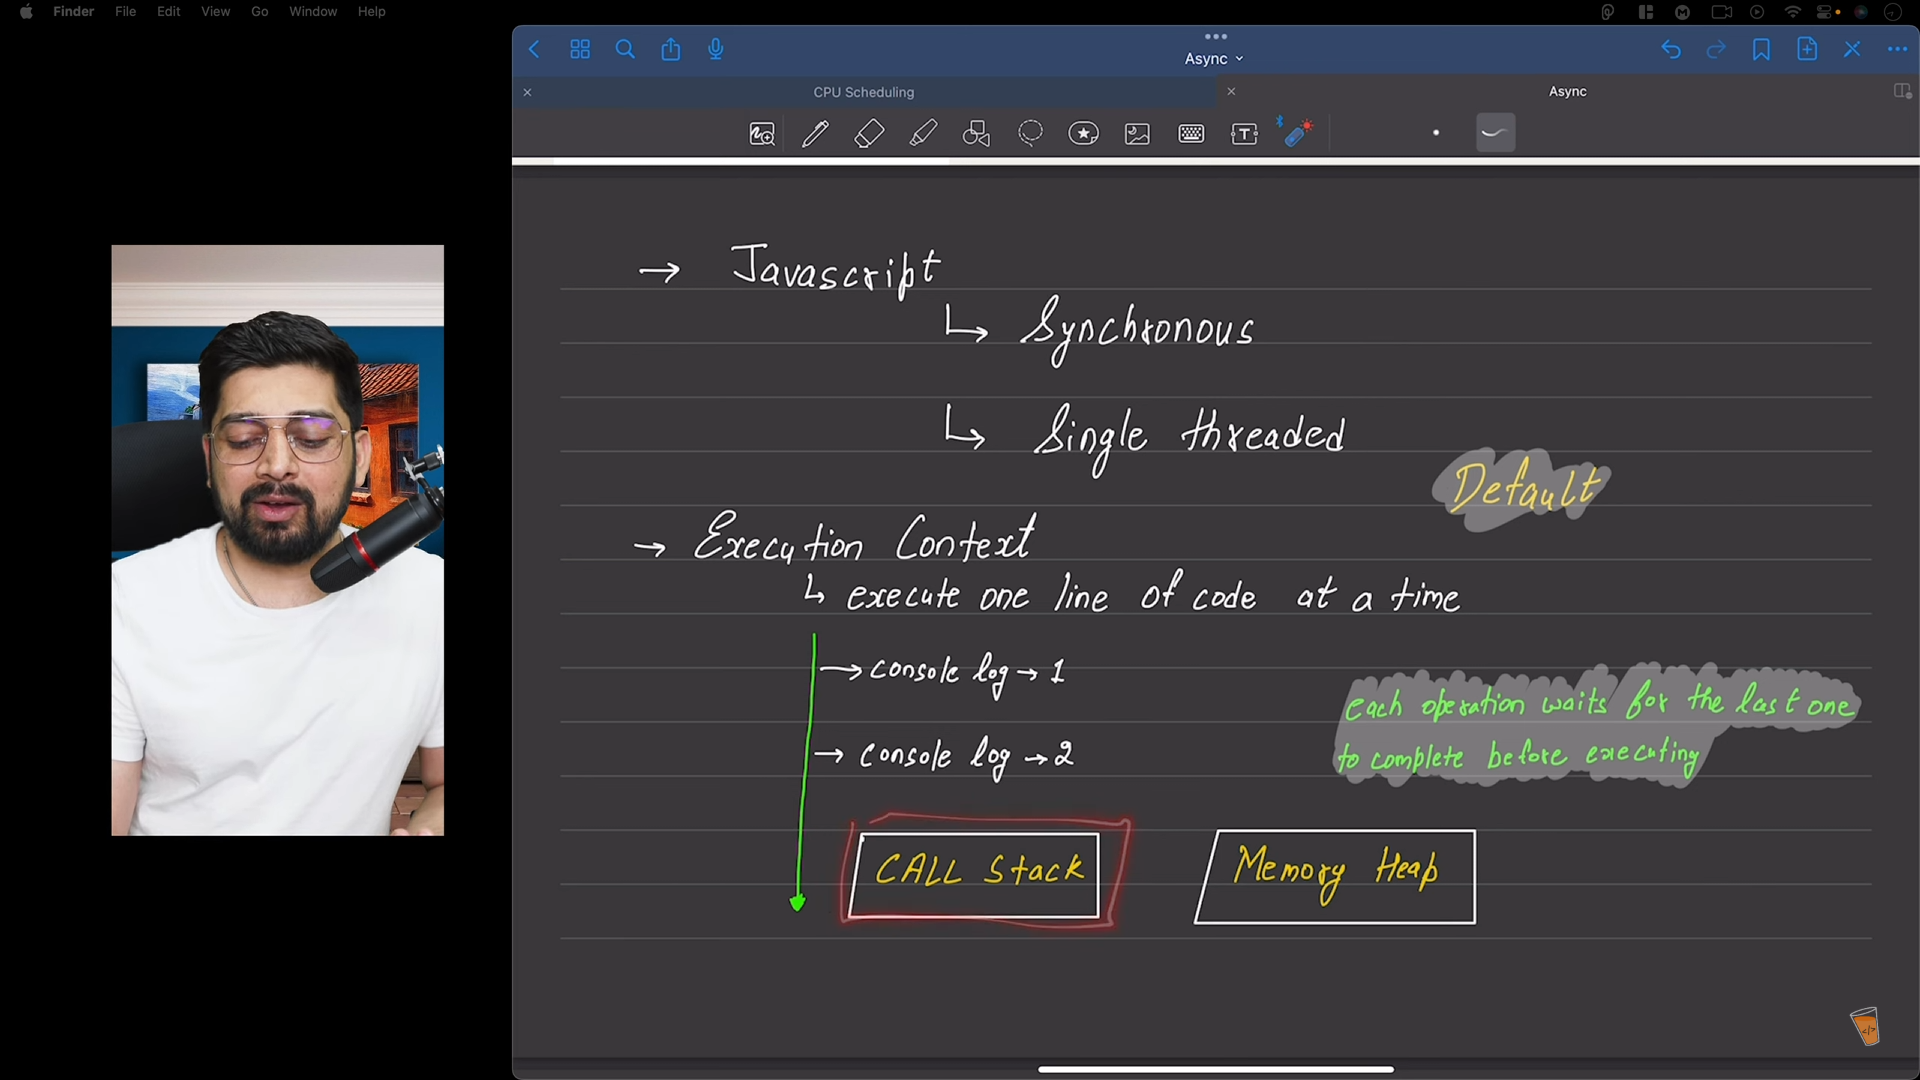 Finder File Edit View Go Window Help
Async
CPU Scheduling
Async
→ Javascript
↳ Synchronous
↳ Single threaded
Default
→ Execution Context
↳ execute one line of code at a time
→ console log → 1
→ console log → 2
each operation waits for the last one
to complete before executing
CALL Stack
Memory Heap